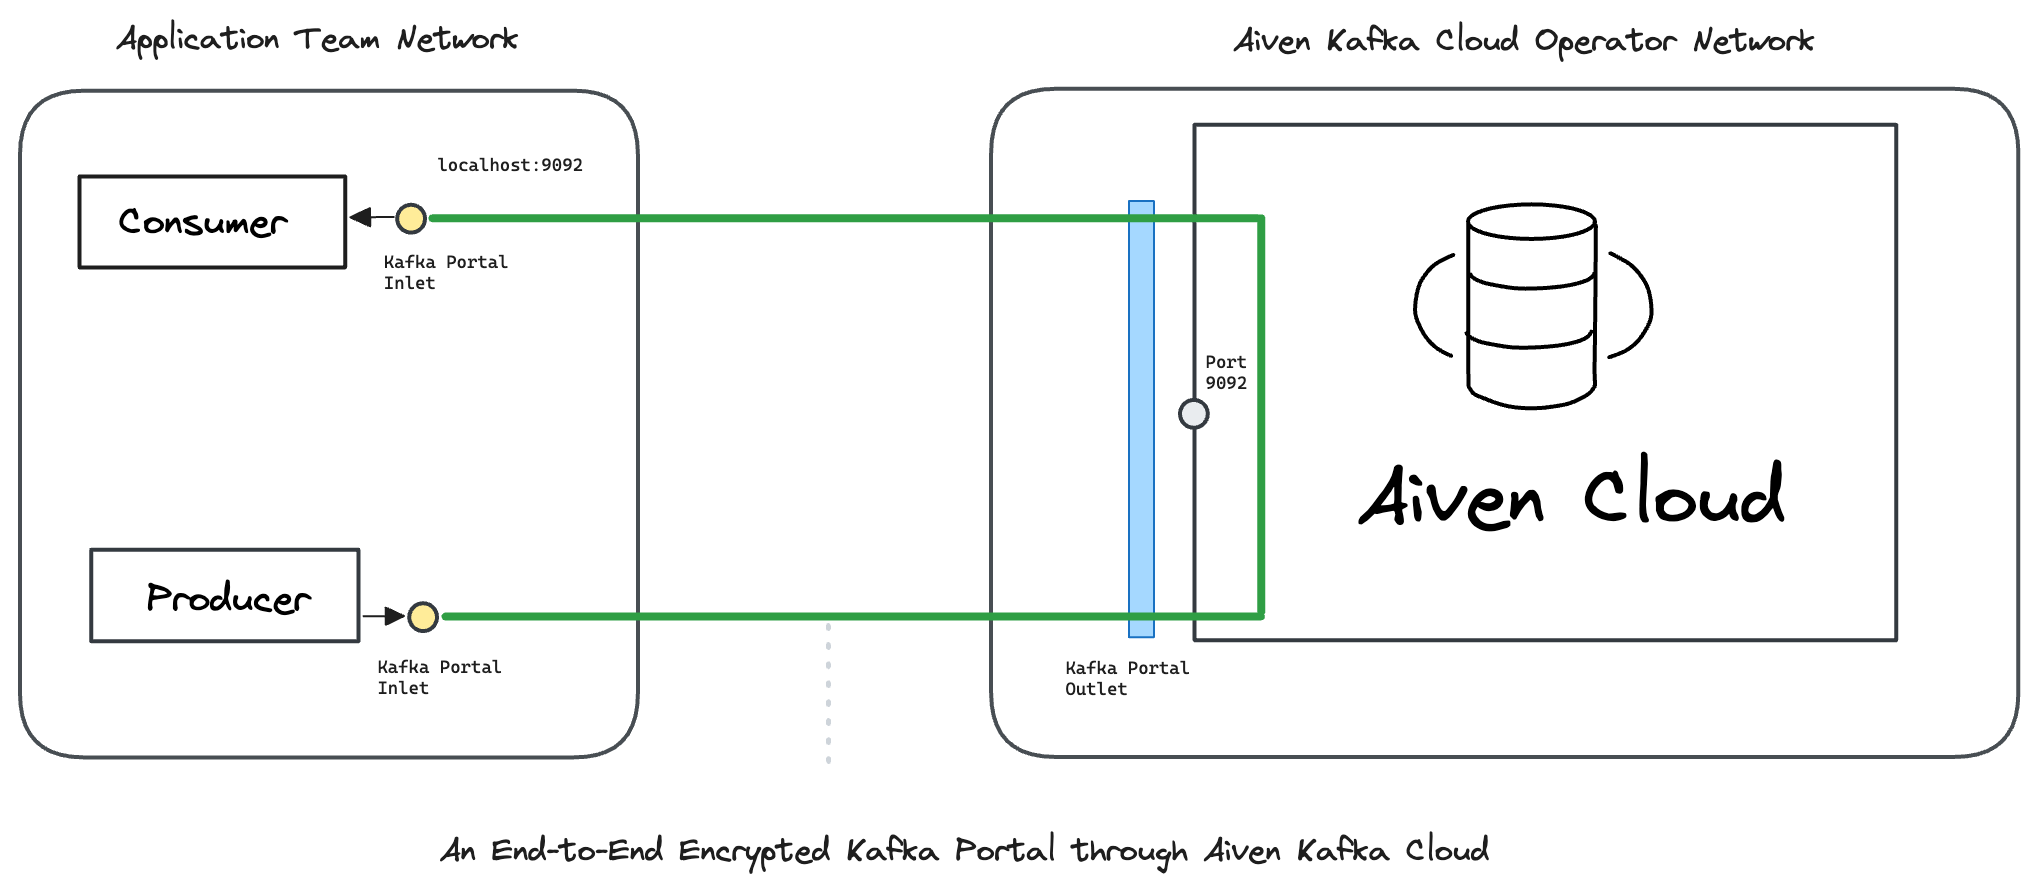 Application Team Network
Aiven Kafka Cloud Operator Network
localhost:9092
Consumer
Kafka Portal
Inlet
Port
9092
Aiven Cloud
Producer
Kafka Portal
Inlet
Kafka Portal
Outlet
An End-to-End Encrypted Kafka Portal through Aiven Kafka Cloud